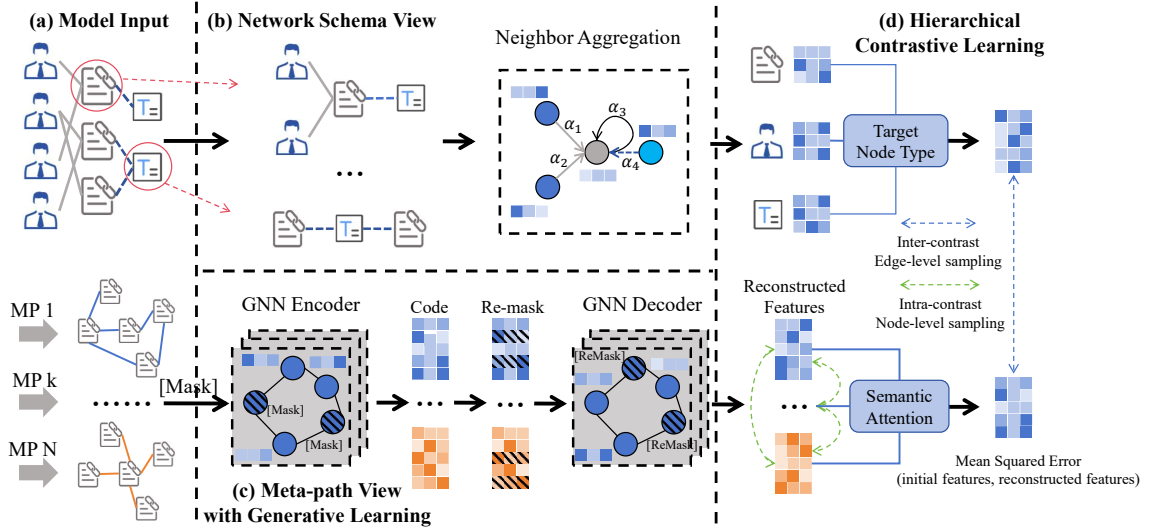 (a) Model Input
(b) Network Schema View
Neighbor Aggregation
α1
α2
α3
α4
T
T
T
T
(d) Hierarchical
Contrastive Learning
T
Target
Node Type
Inter-contrast
Edge-level sampling
Intra-contrast
Node-level sampling
MP 1
MP k
MP N
......
[Mask]
GNN Encoder
[Mask]
[Mask]
Code
Re-mask
GNN Decoder
[ReMask]
[ReMask]
(c) Meta-path View
with Generative Learning
Reconstructed
Features
Semantic
Attention
Mean Squared Error
(initial features, reconstructed features)